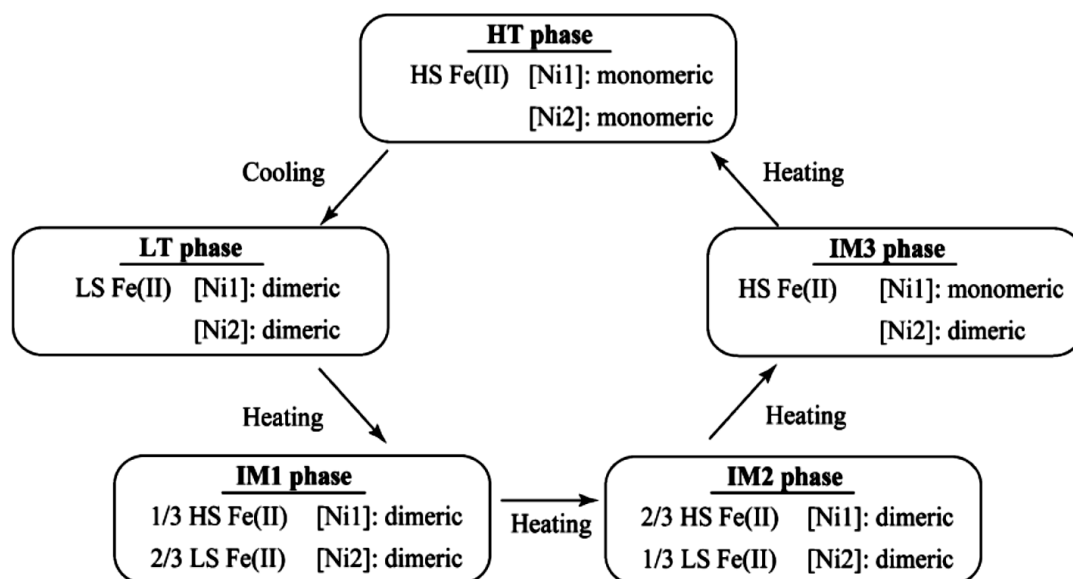 HT phase
HS Fe(II) [Ni1]: monomeric
[Ni2]: monomeric
Cooling
Heating
LT phase
LS Fe(II) [Ni1]: dimeric
[Ni2]: dimeric
IM3 phase
HS Fe(II) [Ni1]: monomeric
[Ni2]: dimeric
Heating
Heating
IM1 phase
1/3 HS Fe(II) [Ni1]: dimeric
2/3 LS Fe(II) [Ni2]: dimeric
Heating
IM2 phase
2/3 HS Fe(II) [Ni1]: dimeric
1/3 LS Fe(II) [Ni2]: dimeric